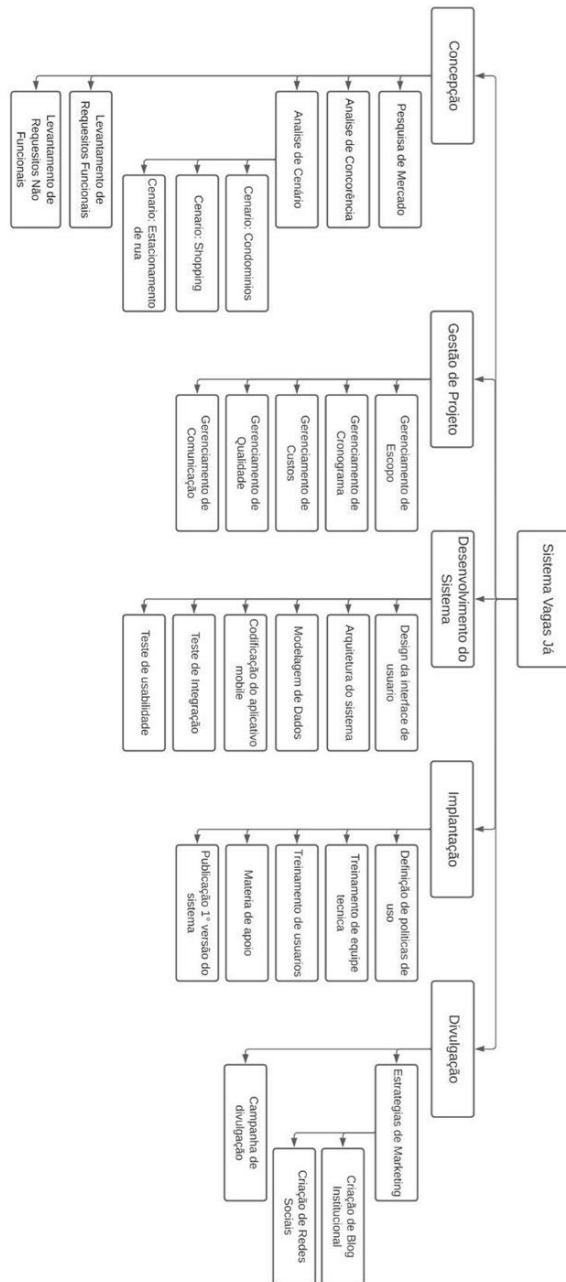 Sistema Vagas Já
Concepção
Pesquisa de Mercado
Analise de Concorência
Analise de Cenário
Cenario: Condominios
Cenario: Shopping
Cenario: Estacionamento
de rua
Levantamento de
Requesitos Funcionais
Levantamento de
Requesitos Não
Funcionais
Gestão de Projeto
Gerenciamento de
Escopo
Gerenciamento de
Cronograma
Gerenciamento de
Custos
Gerenciamento de
Qualidade
Gerenciamento de
Comunicação
Desenvolvimento do
Sistema
Design da interface de
usuario
Arquitetura do sistema
Modelagem de Dados
Codificação do aplicativo
mobile
Teste de Integração
Teste de usabilidade
Implantação
Definição de politicas de
uso
Treinamento de equipe
tecnica
Treinamento de usuarios
Materia de apoio
Publicação 1° versão do
sistema
Divulgação
Estrategias de Marketing
Criação de Blog
Institucional
Criação de Redes
Sociais
Campanha de
divulgação